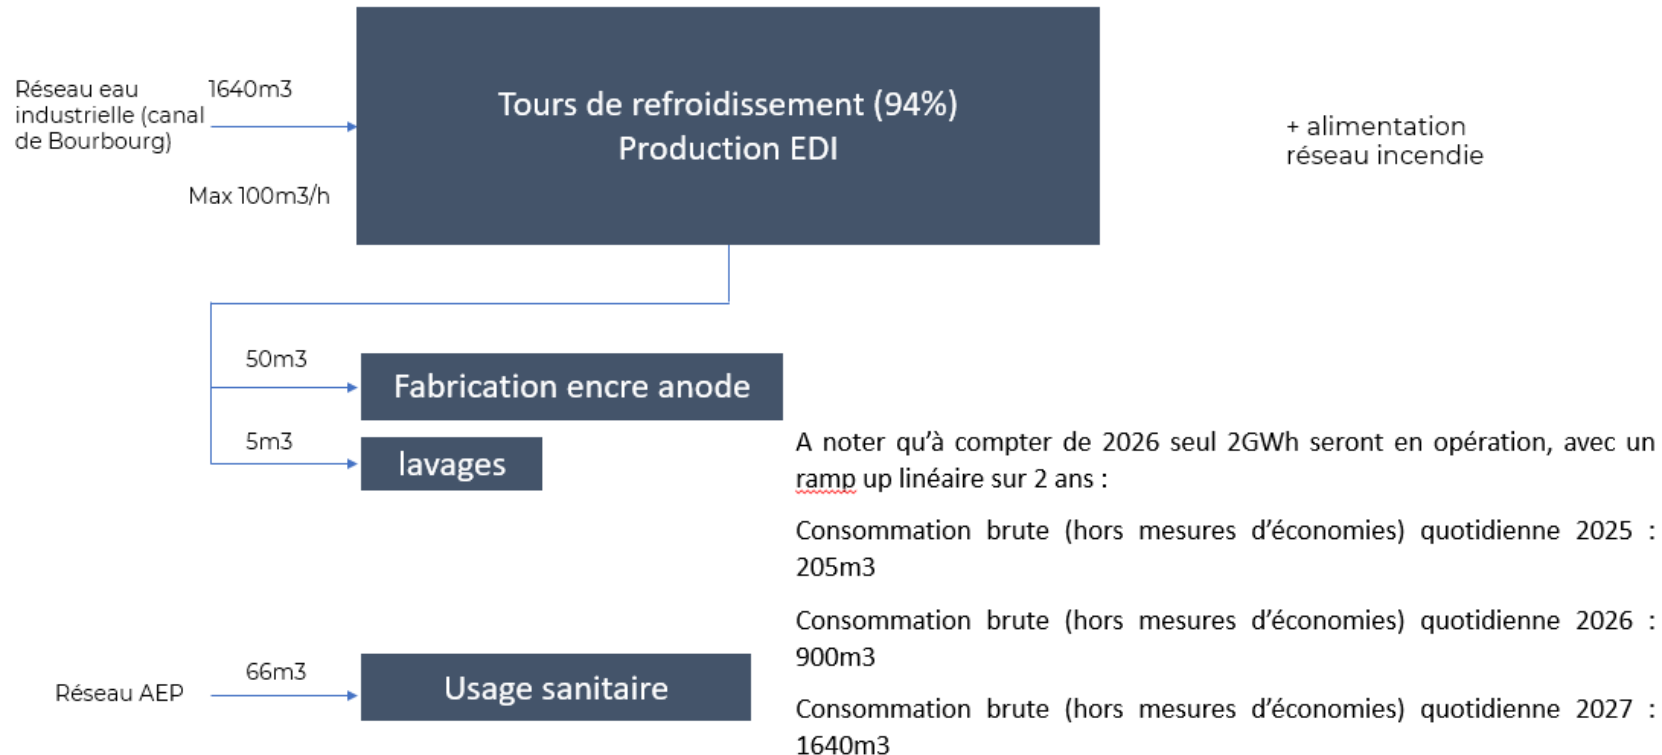 Réseau eau
industrielle (canal
de Bourbourg)
1640m3
Max 100m3/h
Tours de refroidissement (94%)
Production EDI
+ alimentation
réseau incendie
50m3
Fabrication encre anode
5m3
lavages
A noter qu’à compter de 2026 seul 2GWh seront en opération, avec un
ramp up linéaire sur 2 ans :
Consommation brute (hors mesures d’économies) quotidienne 2025 :
205m3
Consommation brute (hors mesures d’économies) quotidienne 2026 :
900m3
Consommation brute (hors mesures d’économies) quotidienne 2027 :
1640m3
Réseau AEP
66m3
Usage sanitaire